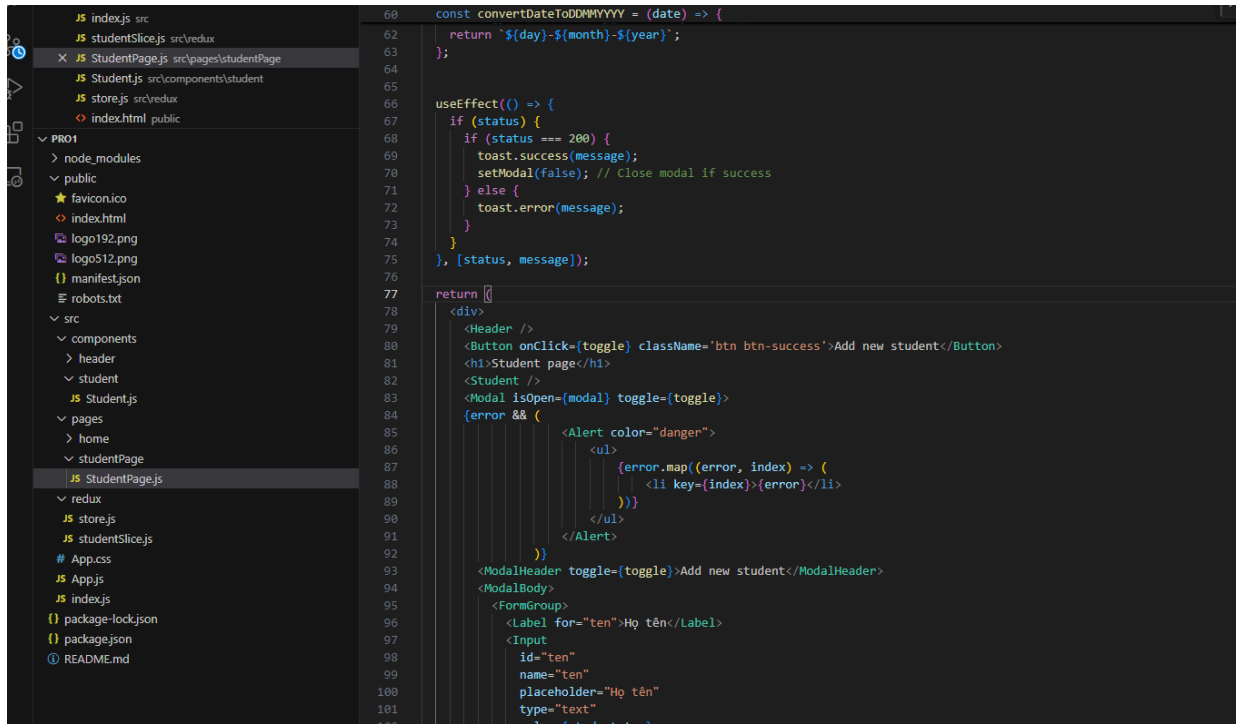 JS index.js src
JS studentSlice.js src\redux
JS StudentPage.js src\pages\studentPage
JS Student.js src\components\student
JS store.js src\redux
<> index.html public
PRO1
node_modules
public
favicon.ico
<> index.html
logo192.png
logo512.png
{} manifest.json
robots.txt
src
components
header
student
JS Student.js
pages
home
studentPage
JS StudentPage.js
redux
JS store.js
JS studentSlice.js
# App.css
JS App.js
JS index.js
{} package-lock.json
{} package.json
README.md
60 const convertDateToDDMMYYYY = (date) => {
62 return `${day}-${month}-${year}`;
63 };
64
65
66 useEffect(() => {
67 if (status) {
68 if (status === 200) {
69 toast.success(message);
70 setModal(false); // Close modal if success
71 } else {
72 toast.error(message);
73 }
74 }
75 }, [status, message]);
76
77 return (
78 <div>
79 <Header />
80 <Button onClick={toggle} className='btn btn-success'>Add new student</Button>
81 <h1>Student page</h1>
82 <Student />
83 <Modal isOpen={modal} toggle={toggle}>
84 {error && (
85 <Alert color="danger">
86 <ul>
87 {error.map((error, index) => (
88 <li key={index}>{error}</li>
89 ))}
90 </ul>
91 </Alert>
92 )}
93 <ModalHeader toggle={toggle}>Add new student</ModalHeader>
94 <ModalBody>
95 <FormGroup>
96 <Label for="ten">Họ tên</Label>
97 <Input
98 id="ten"
99 name="ten"
100 placeholder="Họ tên"
101 type="text"